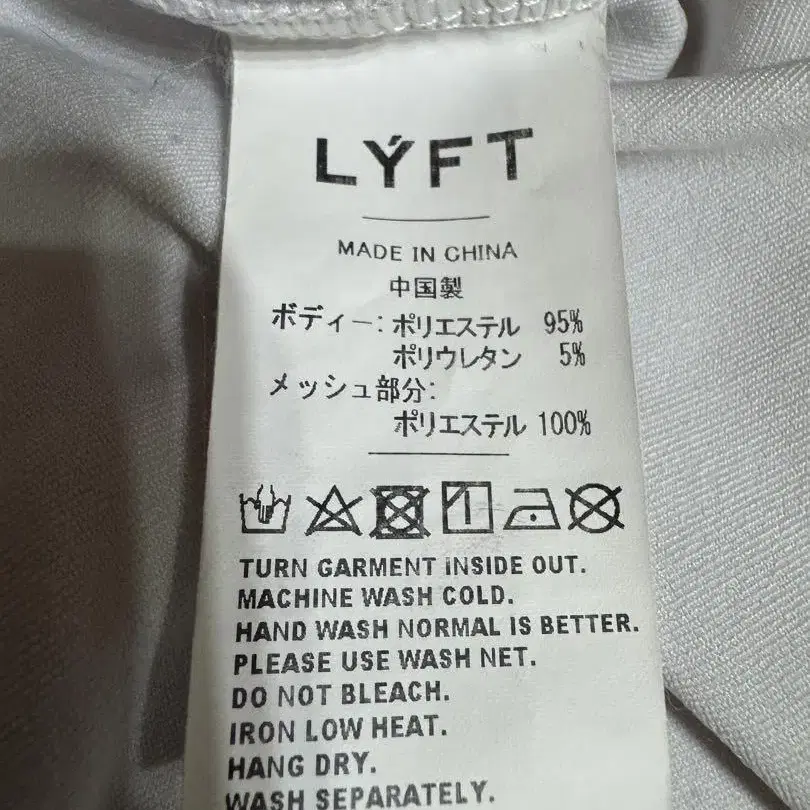 LÝFT
MADE IN CHINA
中国製
ボディー: ポリエステル 95%
ポリウレタン 5%
メッシュ部分:
ポリエステル 100%
TURN GARMENT INSIDE OUT.
MACHINE WASH COLD.
HAND WASH NORMAL IS BETTER.
PLEASE USE WASH NET.
DO NOT BLEACH.
IRON LOW HEAT.
HANG DRY.
WASH SEPARATELY.